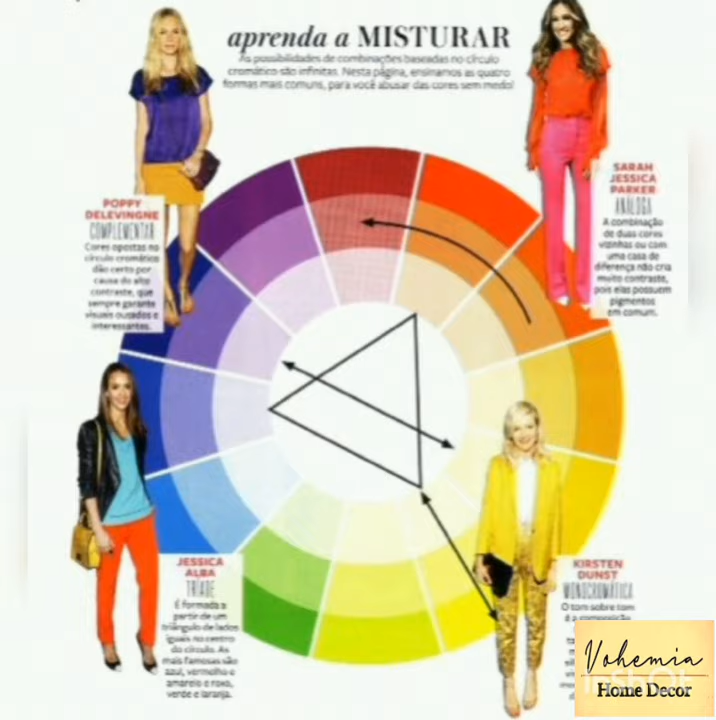 aprenda a MISTURAR
As possibilidades de combinações baseadas no círculo
cromático são infinitas. Nesta página, ensinamos as quatro
formas mais comuns, para você abusar das cores sem medo!
SARAH
JESSICA
PARKER
ANÁLOGA
A combinação
de duas cores
vizinhas ou com
uma casa de
diferença não cria
muito contraste,
pois elas possuem
pigmentos
em comum.
POPPY
DELEVINGNE
COMPLEMENTAR
Cores opostas no
círculo cromático
dão certo por
causa do alto
contraste, que
sempre garante
visuais ousados e
interessantes.
JESSICA
ALBA
TRÍADE
É formada a
partir de um
triângulo de lados
iguais no centro
do círculo. As
mais famosas são
azul, vermelho e
amarelo e roxo,
verde e laranja.
KIRSTEN
DUNST
MONOCROMÁTICA
O tom sobre tom
é a composição
Vohemia
Home Decor